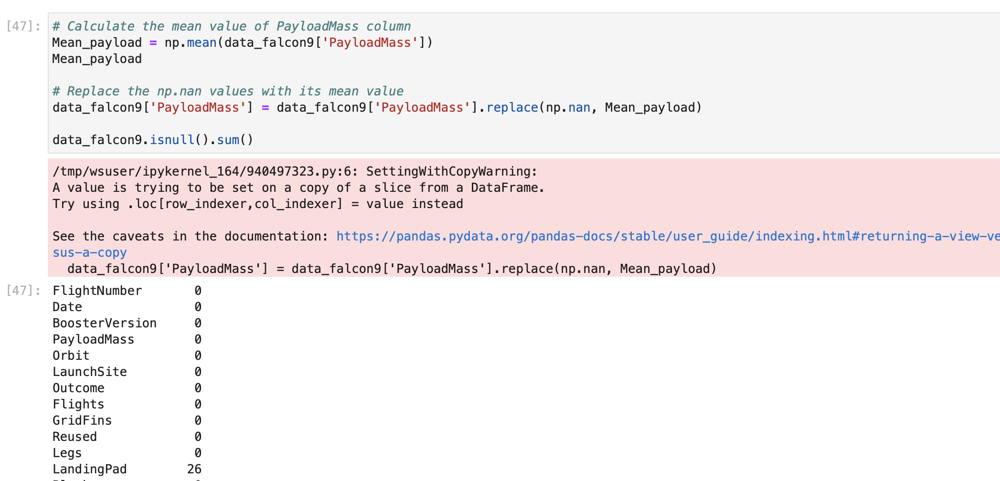 [47]: # Calculate the mean value of PayloadMass column
Mean_payload = np.mean(data_falcon9['PayloadMass'])
Mean_payload
# Replace the np.nan values with its mean value
data_falcon9['PayloadMass'] = data_falcon9['PayloadMass'].replace(np.nan, Mean_payload)
data_falcon9.isnull().sum()
/tmp/wsuser/ipykernel_164/940497323.py:6: SettingWithCopyWarning:
A value is trying to be set on a copy of a slice from a DataFrame.
Try using .loc[row_indexer,col_indexer] = value instead
See the caveats in the documentation: https://pandas.pydata.org/pandas-docs/stable/user_guide/indexing.html#returning-a-view-ve
sus-a-copy
data_falcon9['PayloadMass'] = data_falcon9['PayloadMass'].replace(np.nan, Mean_payload)
[47]: FlightNumber 0
Date 0
BoosterVersion 0
PayloadMass 0
Orbit 0
LaunchSite 0
Outcome 0
Flights 0
GridFins 0
Reused 0
Legs 0
LandingPad 26